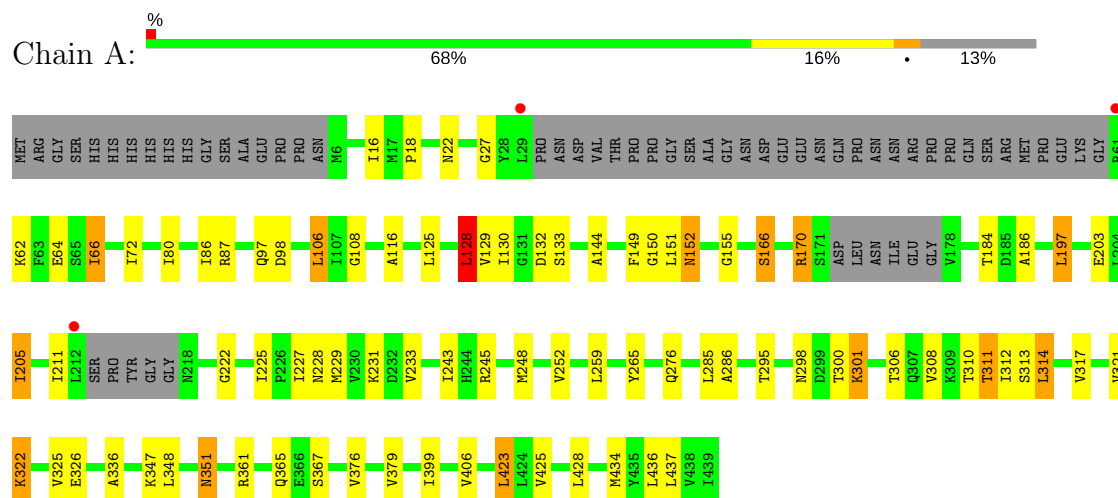 %
Chain A:
68% 16% • 13%
MET ARG GLY SER HIS HIS HIS HIS HIS HIS GLY SER ALA GLU PRO PRO ASN M6 I16 M17 P18 N22 G27 Y28 L29 PRO ASN ASP VAL THR PRO PRO GLY SER ALA GLY ASN ASP GLU GLU ASN GLN PRO ASN ASN ARG PRO PRO GLN SER ARG MET PRO GLU LYS GLY R61
K62 F63 E64 S65 I66 I72 I80 I86 R87 Q97 D98 L106 I107 G108 A116 L125 L128 V129 I130 G131 D132 S133 A144 F149 G150 L151 N152 G155 S166 R170 S171 ASP LEU ASN ILE GLU GLY V178 T184 D185 A186 L197 E203 L204
I205 I211 L212 SER PRO TYR GLY GLY N218 G222 I225 P226 I227 N228 M229 V230 K231 D232 V233 I243 H244 R245 M248 V252 L259 Y265 Q276 L285 A286 T295 N298 D299 T300 K301 T306 Q307 V308 K309 T310 T311 I312 S313 L314 V317 V321
K322 V325 E326 A336 K347 L348 N351 R361 Q365 E366 S367 V376 V379 I399 V406 L423 L424 V425 L428 M434 Y435 L436 L437 V438 I439